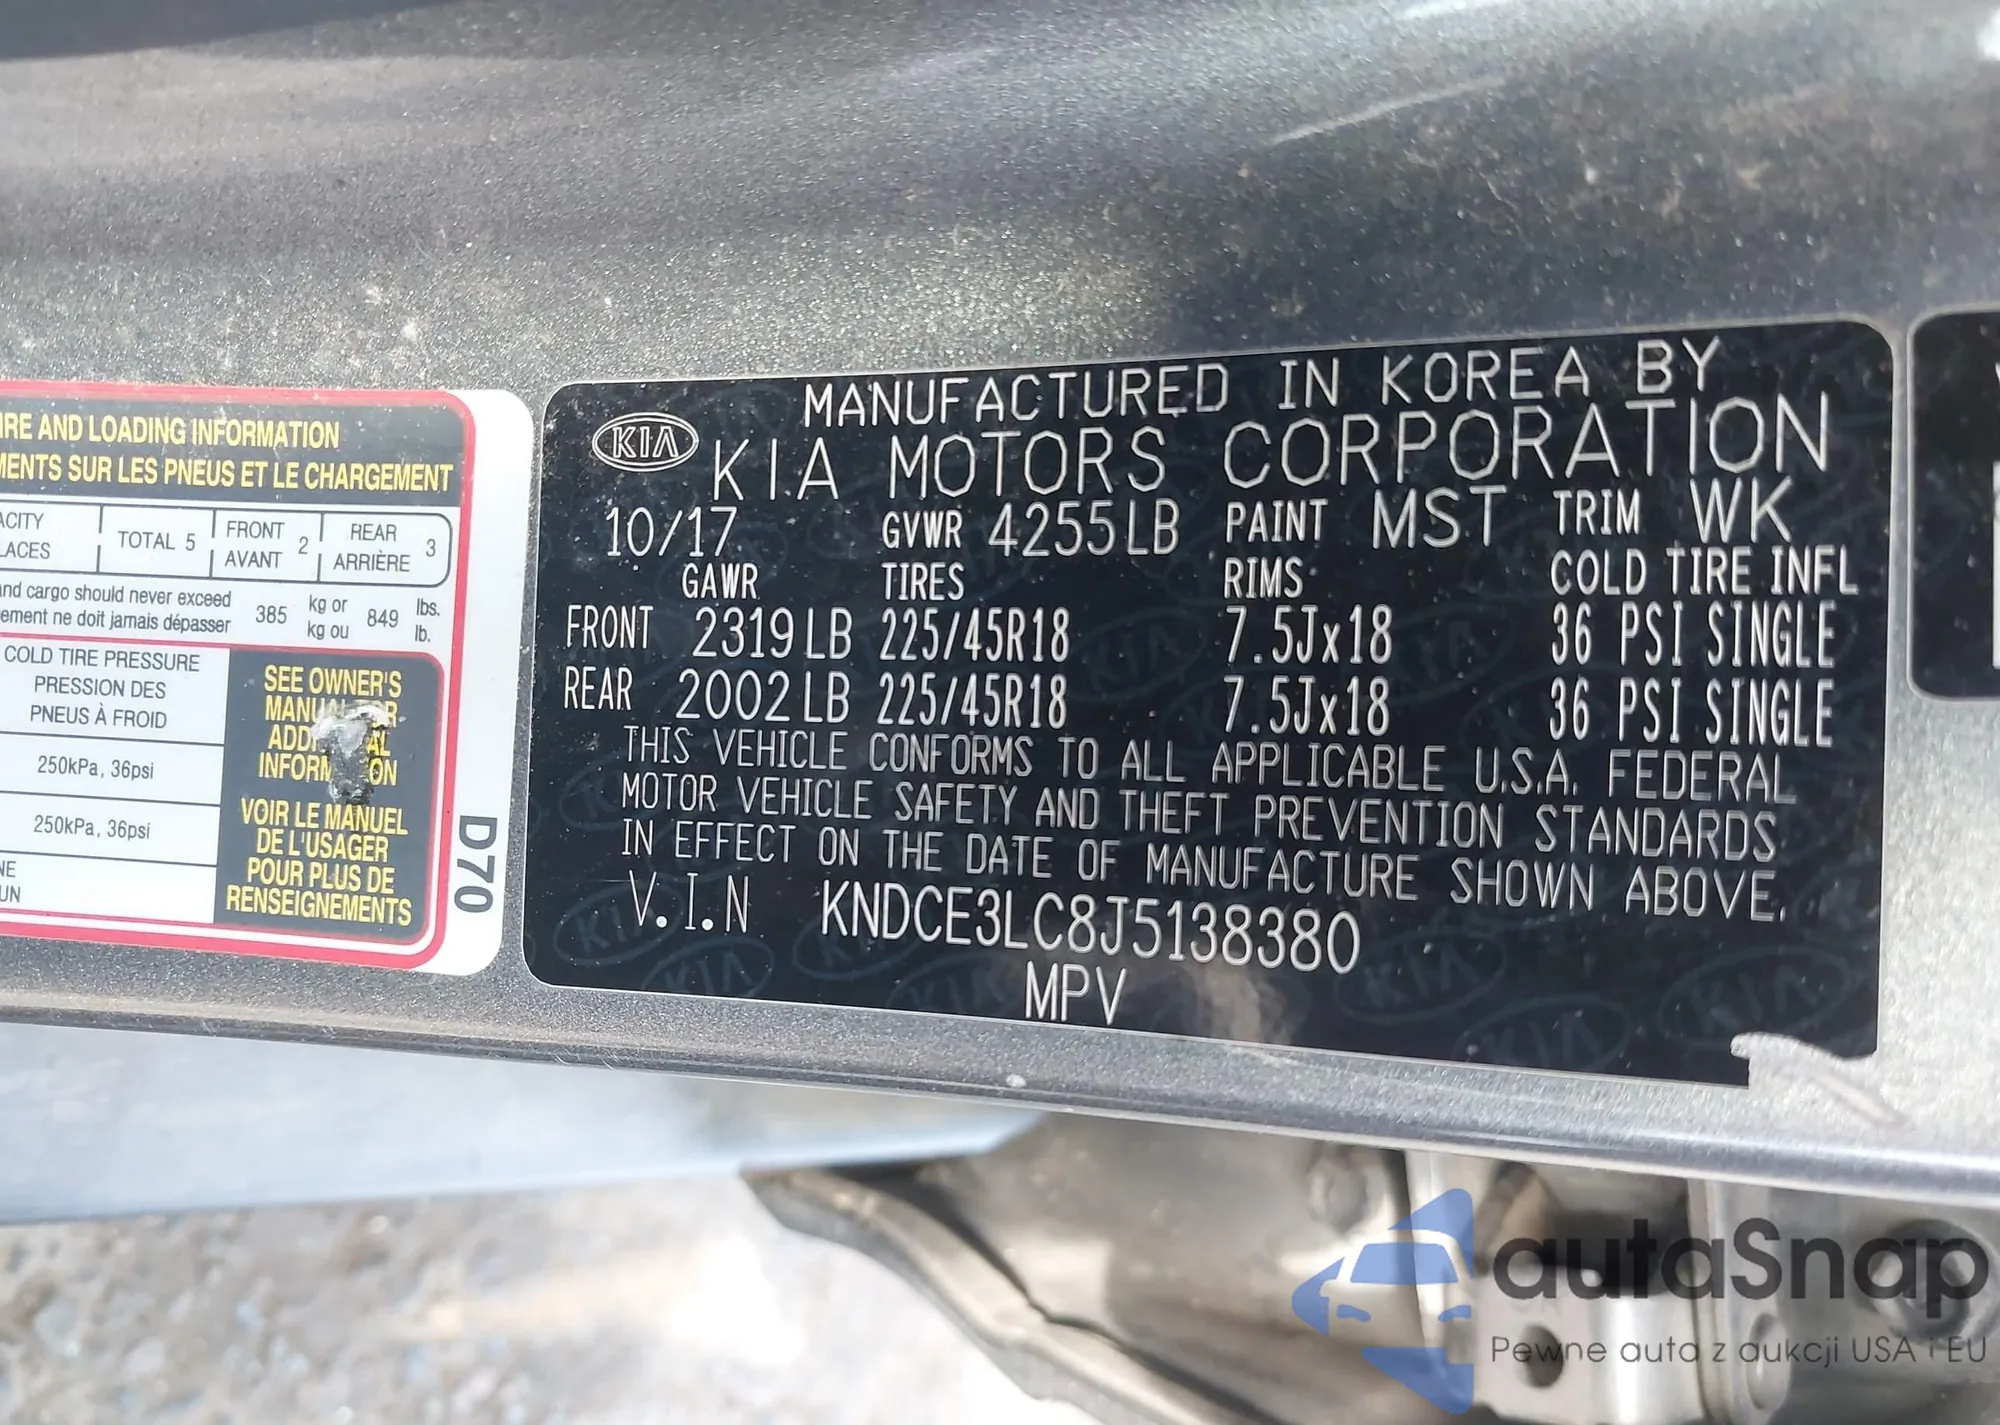 IRE AND LOADING INFORMATION
MENTS SUR LES PNEUS ET LE CHARGEMENT
ACITY
LACES
TOTAL 5
FRONT
AVANT
2
REAR
ARRIÈRE
3
and cargo should never exceed
ement ne doit jamais dépasser
385
kg or
kg ou
849
lbs.
lb.
COLD TIRE PRESSURE
PRESSION DES
PNEUS À FROID
250kPa, 36psi
250kPa, 36psi
NE
UN
SEE OWNER'S
INFORM ON
VOIR LE MANUEL
DE L'USAGER
POUR PLUS DE
RENSEIGNEMENTS
D70
MANUFACTURED IN KOREA BY
KIA KIA MOTORS CORPORATION
10/17 GVWR 4255LB PAINT MST TRIM WK
GAWR TIRES RIMS COLD TIRE INFL
FRONT 2319LB 225/45R18 7.5Jx18 36 PSI SINGLE
REAR 2002LB 225/45R18 7.5Jx18 36 PSI SINGLE
THIS VEHICLE CONFORMS TO ALL APPLICABLE U.S.A. FEDERAL
MOTOR VEHICLE SAFETY AND THEFT PREVENTION STANDARDS
IN EFFECT ON THE DATE OF MANUFACTURE SHOWN ABOVE.
V.I.N KNDCE3LC8J5138380
MPV
autaSnap
Pewne auta z aukcji USA i EU